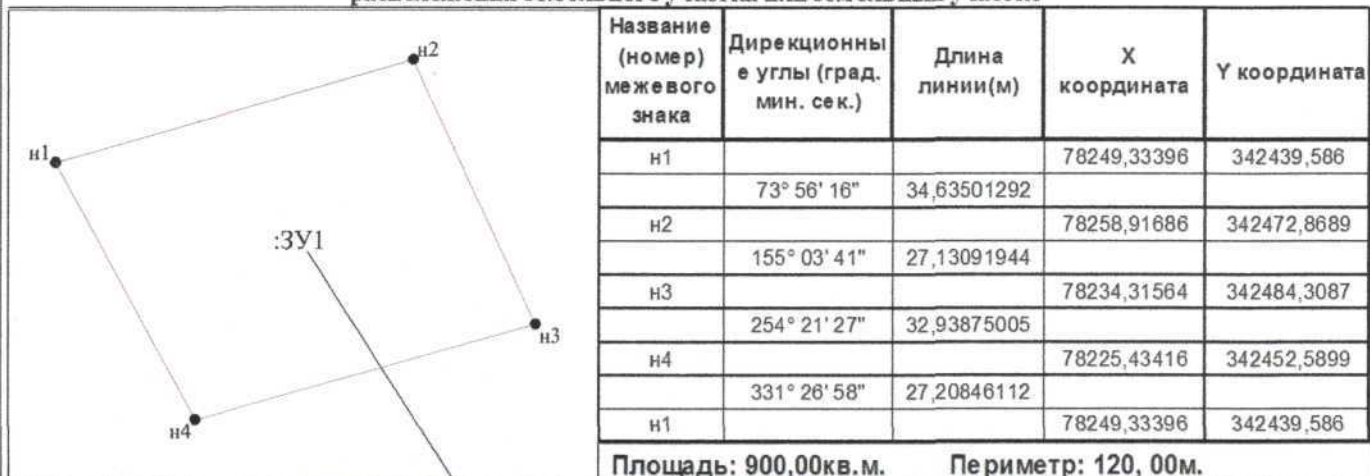 н2
н1
:ЗУ1
н3
н4
Название (номер) межевого знака | Дирекционные углы (град. мин. сек.) | Длина линии(м) | X координата | Y координата
н1 | | | 78249,33396 | 342439,586
73° 56' 16" | 34,63501292
н2 | | | 78258,91686 | 342472,8689
155° 03' 41" | 27,13091944
н3 | | | 78234,31564 | 342484,3087
254° 21' 27" | 32,93875005
н4 | | | 78225,43416 | 342452,5899
331° 26' 58" | 27,20846112
н1 | | | 78249,33396 | 342439,586
Площадь: 900,00кв.м. Периметр: 120, 00м.